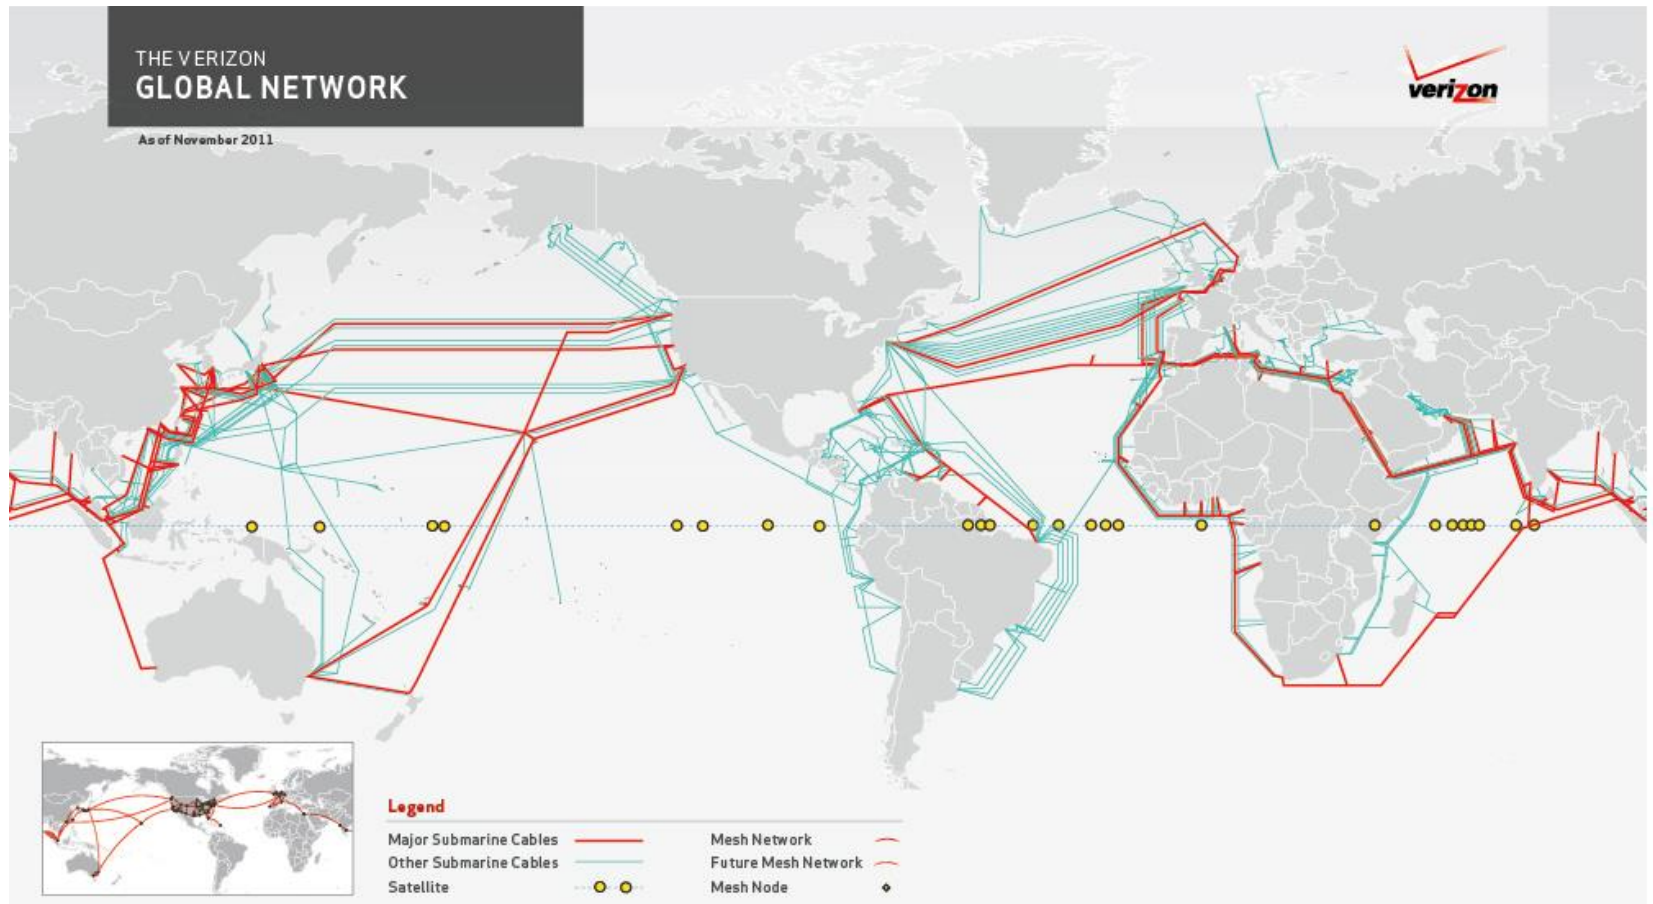 THE VERIZON
GLOBAL NETWORK
verizon
As of November 2011
Legend
Major Submarine Cables
Other Submarine Cables
Satellite
Mesh Network
Future Mesh Network
Mesh Node